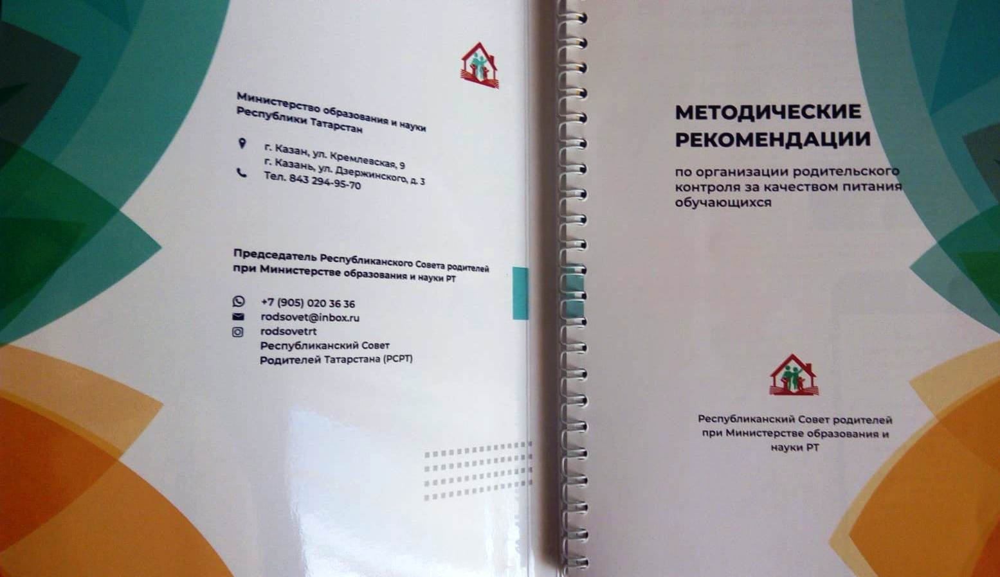 Министерство образования и науки
Республики Татарстан
г. Казан, ул. Кремлевская, 9
г. Казань, ул. Дзержинского, д. 3
Тел. 843 294-95-70
Председатель Республиканского Совета родителей
при Министерстве образования и науки РТ
+7 (905) 020 36 36
rodsovet@inbox.ru
rodsovetrt
Республиканский Совет
Родителей Татарстана (РСРТ)
МЕТОДИЧЕСКИЕ
РЕКОМЕНДАЦИИ
по организации родительского
контроля за качеством питания
обучающихся
Республиканский Совет родителей
при Министерстве образования и
науки РТ